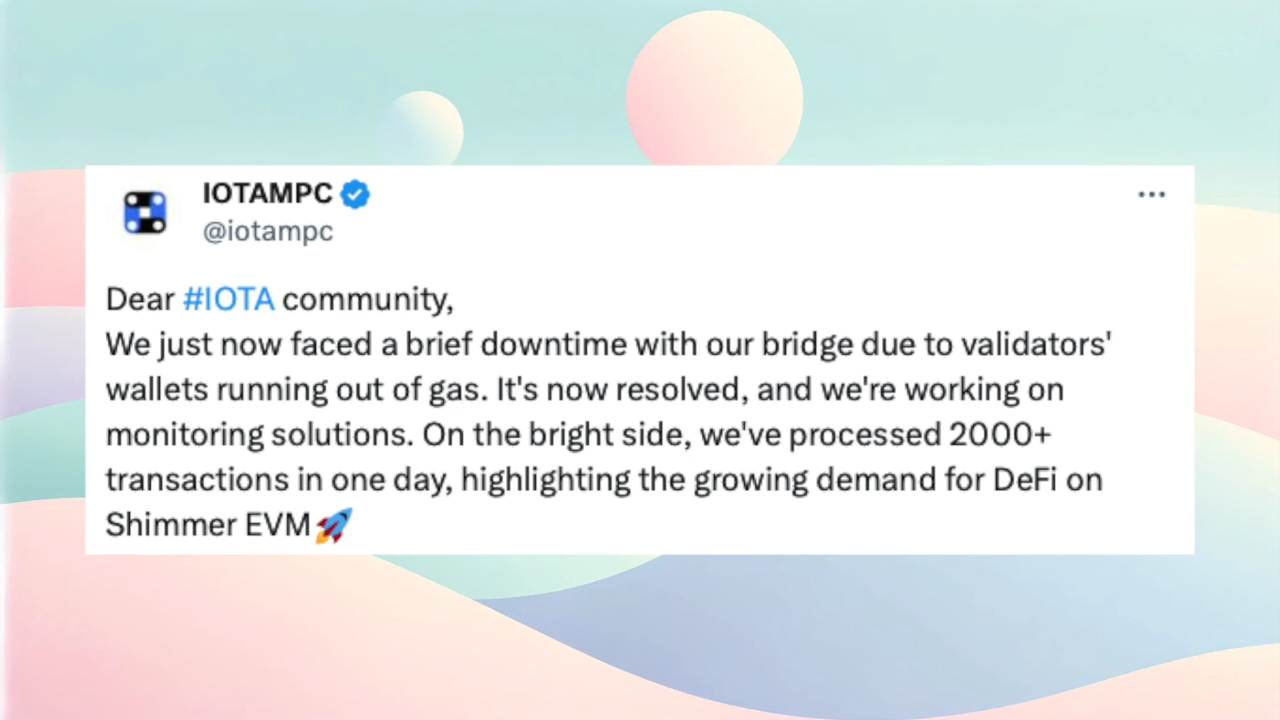 IOTAMPC
@iotampc
Dear #IOTA community,
We just now faced a brief downtime with our bridge due to validators'
wallets running out of gas. It's now resolved, and we're working on
monitoring solutions. On the bright side, we've processed 2000+
transactions in one day, highlighting the growing demand for DeFi on
Shimmer EVM🚀